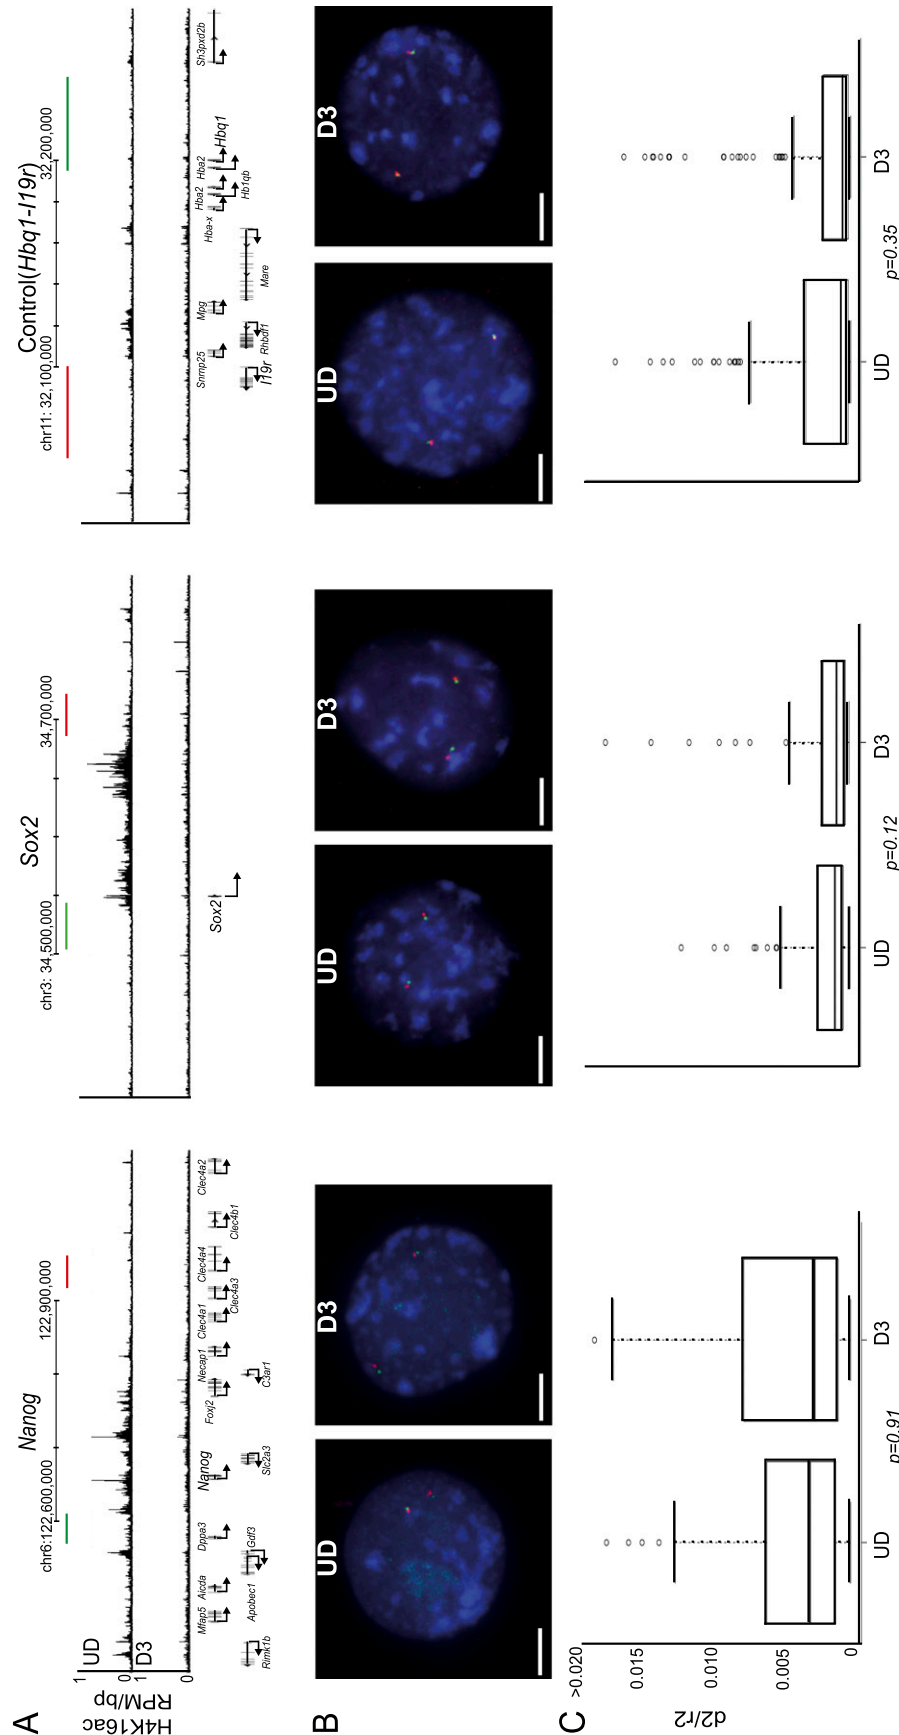 A
Nanog
Sox2
Control(Hbq1-I19r)
chr6:122,600,000
122,900,000
chr3: 34,500,000
34,700,000
chr11: 32,100,000
32,200,000
H4K16ac
RPM/bp
1
UD
0
1
D3
0
Rimk1b
Mfap5
Apobec1
Aicda
Gdf3
Dppa3
Nanog
Slc2a3
Foxj2
C3ar1
Necap1
Clec4a1
Clec4a3
Clec4a4
Clec4b1
Clec4a2
Sox2
I19r
Snrnp25
Rhbdf1
Mpg
Mare
Hba-x
Hba2
Hb1qb
Hba2
Hbq1
Sh3pxd2b
B
UD
D3
UD
D3
UD
D3
C
d2/r2
>0.020
0.015
0.010
0.005
0
UD
D3
UD
D3
UD
D3
p=0.91
p=0.12
p=0.35